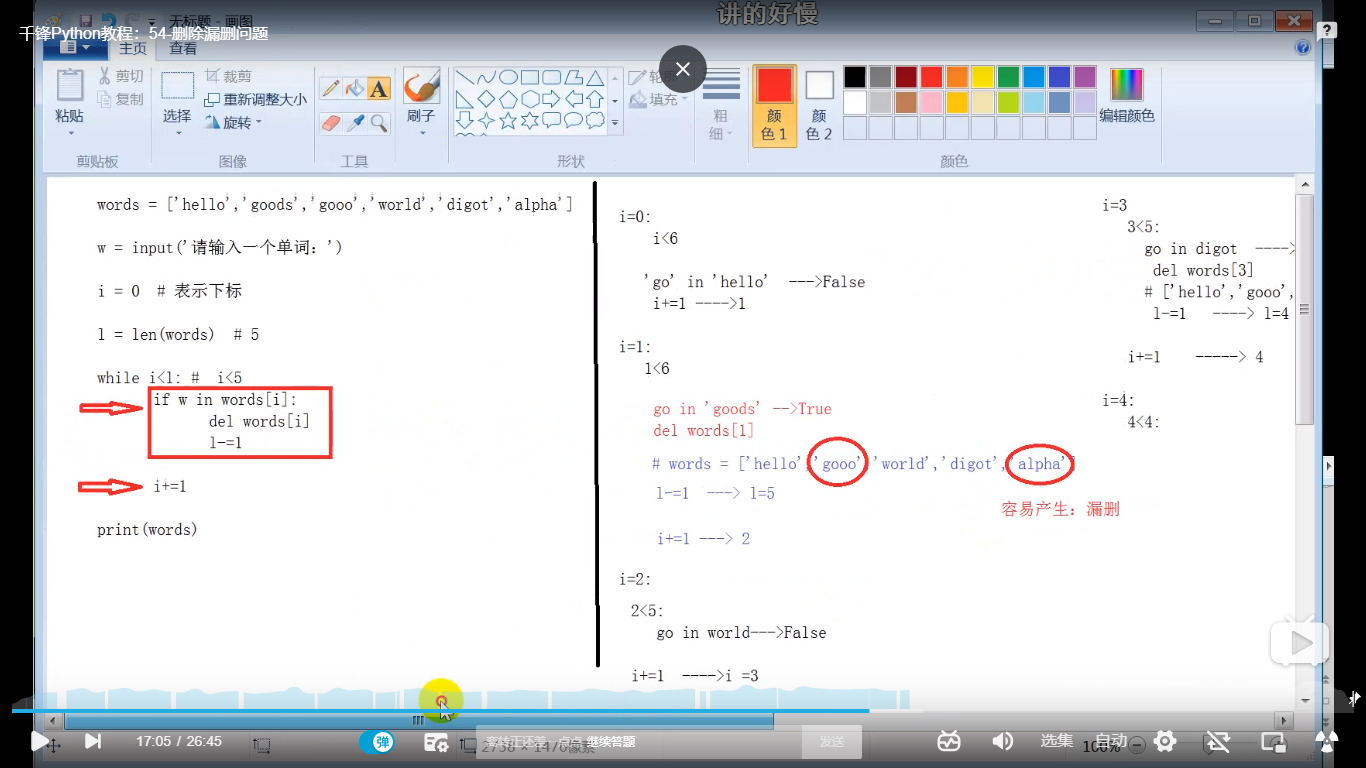 讲的好慢
无标题 - 画图
千锋Python教程：54-删除漏删问题
主页
查看
剪切
复制
粘贴
剪贴板
裁剪
重新调整大小
旋转
选择
图像
工具
刷子
填充
形状
粗
细
颜
色 1
颜
色 2
编辑颜色
颜色
words = ['hello','goods','gooo','world','digot','alpha']
w = input('请输入一个单词：')
i = 0  # 表示下标
l = len(words)  # 5
while i<l: #  i<5
if w in words[i]:
del words[i]
l-=1
i+=1
print(words)
i=0:
i<6
'go' in 'hello'  --->False
i+=1 ---->1
i=1:
1<6
go in 'goods' -->True
del words[1]
# words = ['hello','gooo','world','digot','alpha']
l-=1  ---> l=5
容易产生：漏删
i+=1 ---> 2
i=2:
2<5:
go in world--->False
i+=1  ---->i =3
i=3
3<5:
go in digot  ---->
del words[3]
# ['hello','gooo',
l-=1   ----> l=4
i+=1    -----> 4
i=4:
4<4:
17:05 / 26:45
弹
继续答题
发送
选集
自动
100%